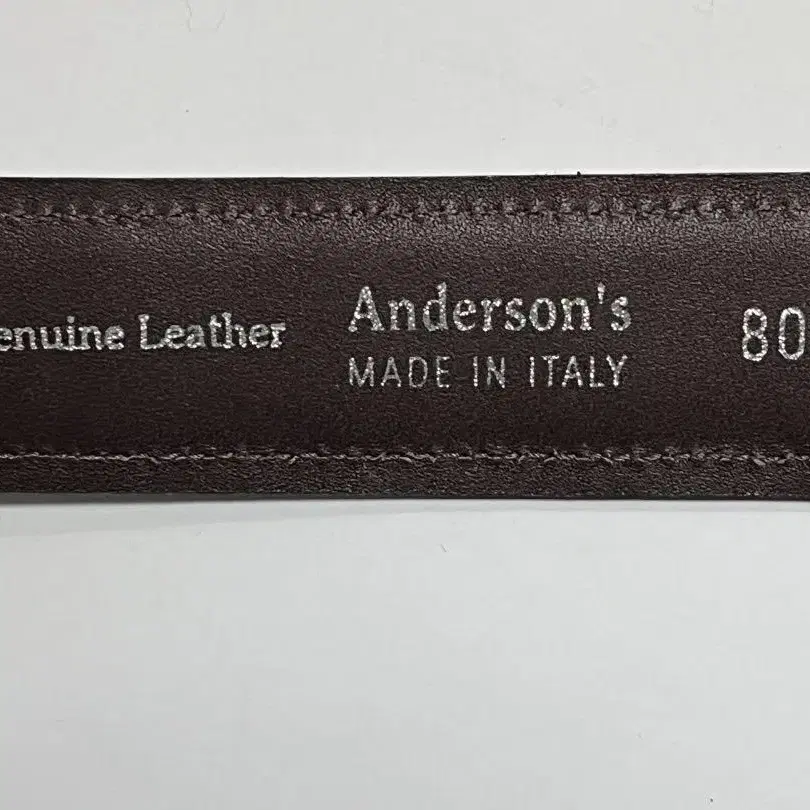 enuine Leather
Anderson's
MADE IN ITALY
80